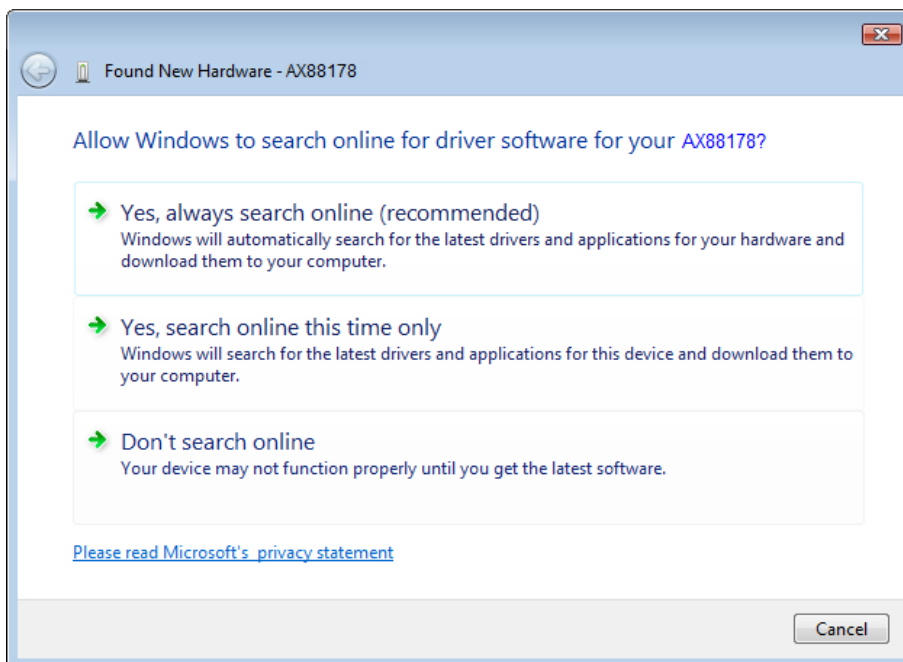 Found New Hardware - AX88178
Allow Windows to search online for driver software for your AX88178?
Yes, always search online (recommended)
Windows will automatically search for the latest drivers and applications for your hardware and
download them to your computer.
Yes, search online this time only
Windows will search for the latest drivers and applications for this device and download them to
your computer.
Don't search online
Your device may not function properly until you get the latest software.
Please read Microsoft's privacy statement
Cancel